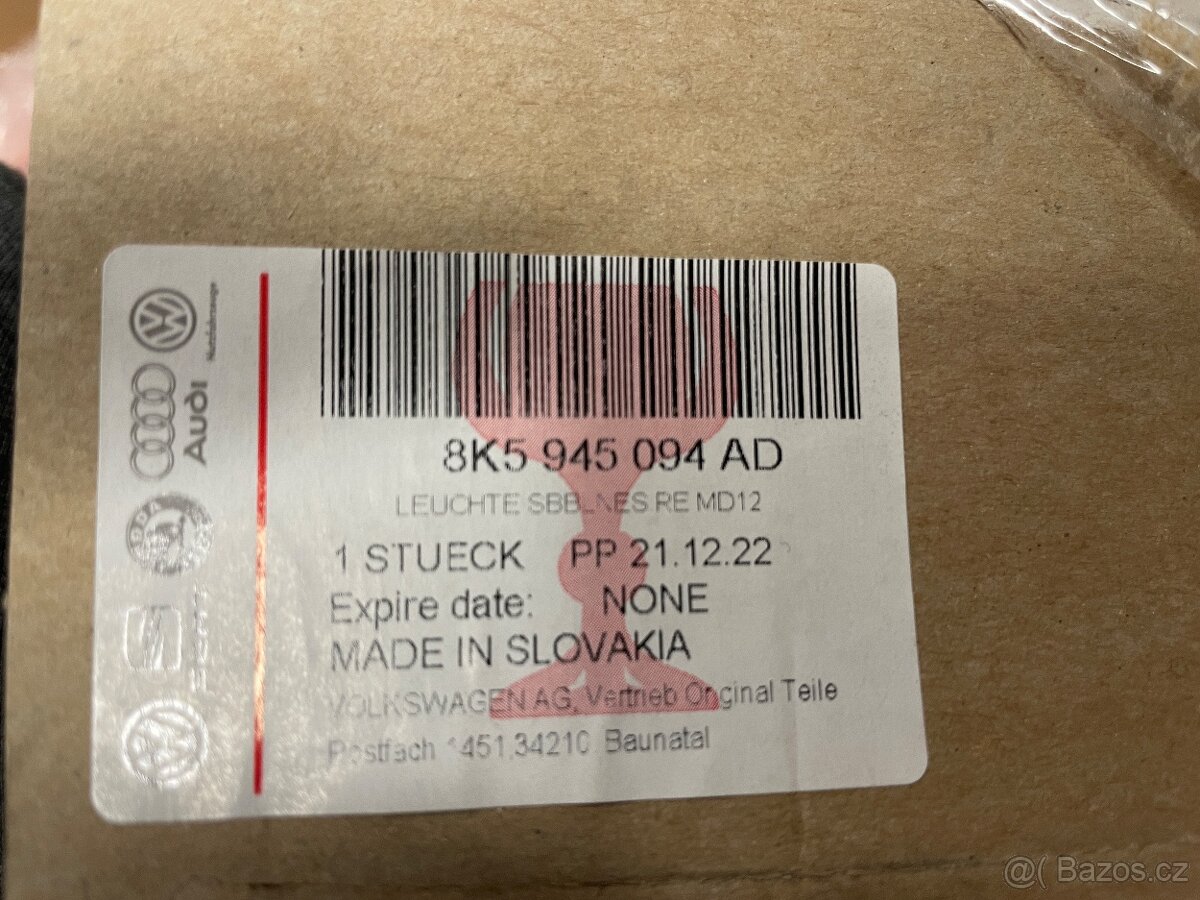 Nutzfahrzeuge
Audi
8K5 945 094 AD
LEUCHTE RE MD12
1 STUECK PP 21.12.22
Expire date: NONE
MADE IN SLOVAKIA
VOLKSWAGEN AG, Vertrieb Original Teile
Postfach 1451,34210 Baunatal
@( Bazos.cz